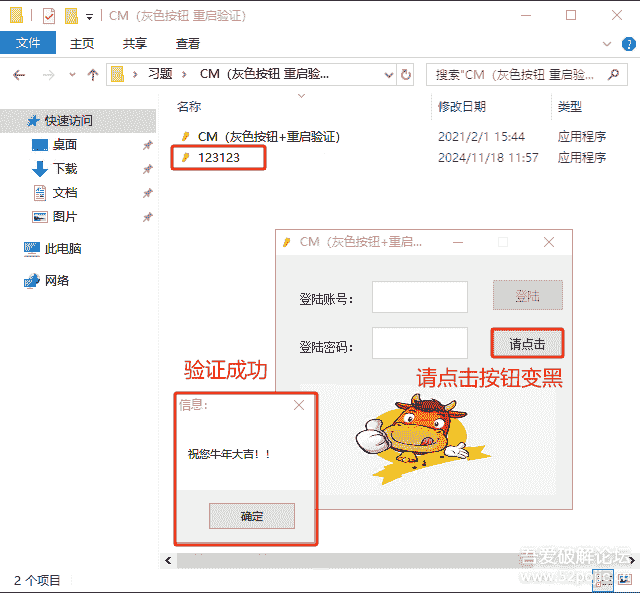 CM（灰色按钮 重启验证）
文件 主页 共享 查看
习题 CM（灰色按钮 重启验...
搜索"CM（灰色按钮 重启验...
名称 修改日期 类型
快速访问
桌面
下载
文档
图片
此电脑
网络
CM（灰色按钮+重启验证） 2021/2/1 15:44 应用程序
123123 2024/11/18 11:57 应用程序
CM（灰色按钮+重启...
登陆账号： 登陆
登陆密码： 请点击
验证成功
请点击按钮变黑
信息：
祝您牛年大吉！！
确定
2 个项目
吾爱破解论坛
www.52pojie.cn